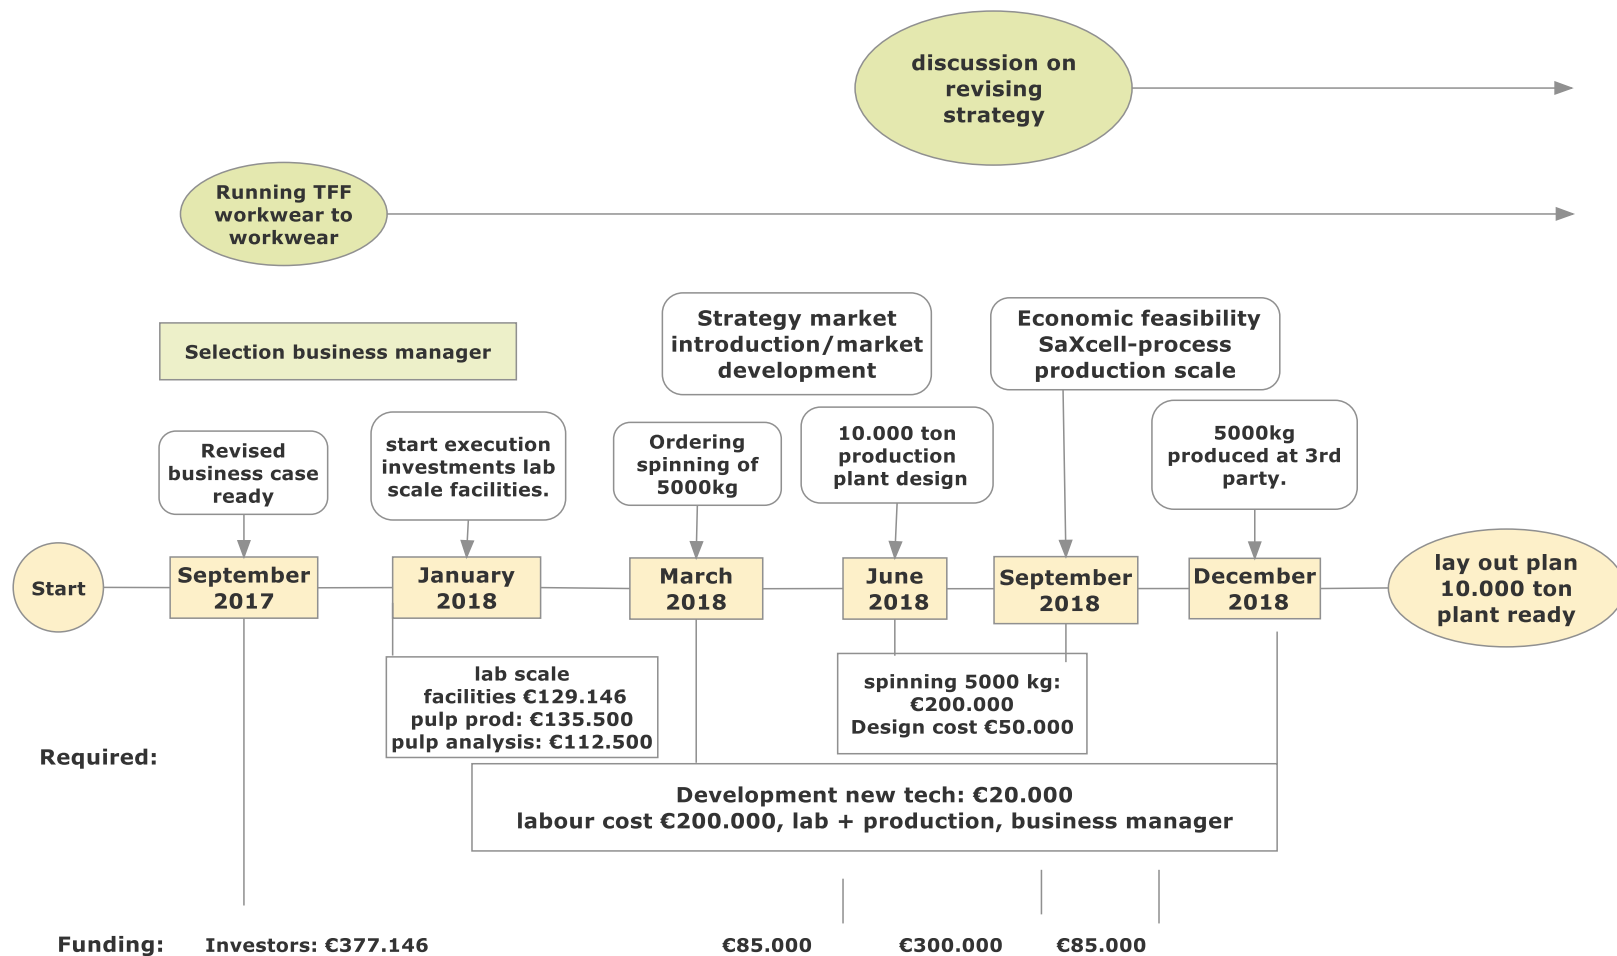 discussion on
revising
strategy
Running TFF
workwear to
workwear
Selection business manager
Strategy market
introduction/market
development
Economic feasibility
SaXcell-process
production scale
Revised
business case
ready
start execution
investments lab
scale facilities.
Ordering
spinning of
5000kg
10.000 ton
production
plant design
5000kg
produced at 3rd
party.
Start
September
2017
January
2018
March
2018
June
2018
September
2018
December
2018
lay out plan
10.000 ton
plant ready
Required:
lab scale
facilities €129.146
pulp prod: €135.500
pulp analysis: €112.500
spinning 5000 kg:
€200.000
Design cost €50.000
Development new tech: €20.000
labour cost €200.000, lab + production, business manager
Funding:
Investors: €377.146
€85.000
€300.000
€85.000